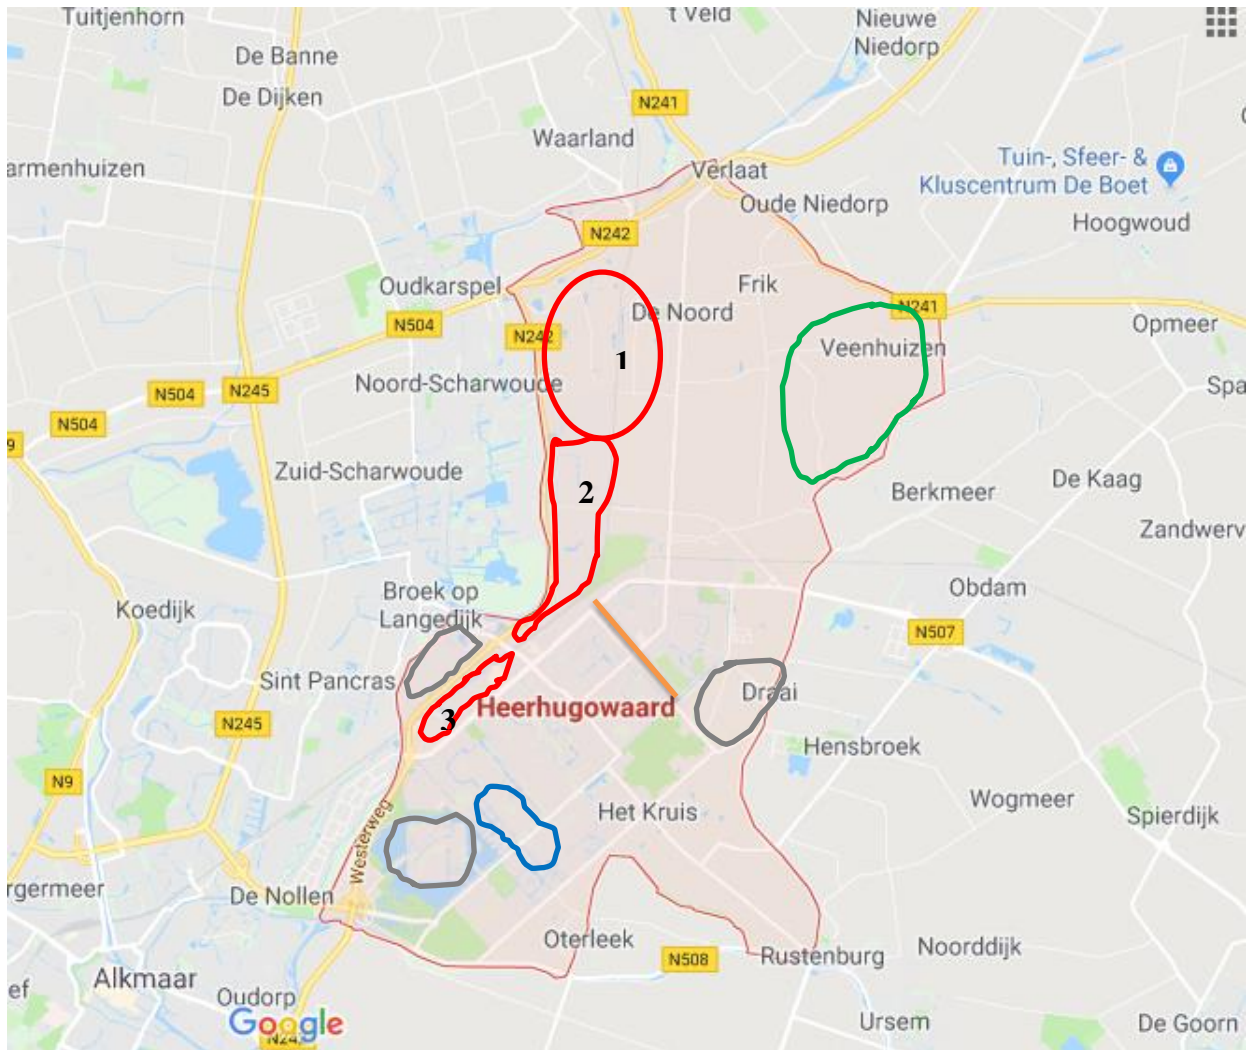 Tuitjenhorn
't Veld
Nieuwe
Niedorp
De Banne
De Dijken
N241
Waarland
armenhuizen
Verlaat
Tuin-, Sfeer- &
Kluscentrum De Boet
Oude Niedorp
Hoogwoud
N242
Oudkarspel
Frik
De Noord
N241
N504
N242
Opmeer
1
Veenhuizen
N504
N245
Noord-Scharwoude
Spa
N504
9
Zuid-Scharwoude
2
Berkmeer
De Kaag
Zandwerv
Broek op
Langedijk
Koedijk
Obdam
N507
Sint Pancras
Draai
3
Heerhugowaard
N245
Hensbroek
N9
Wogmeer
Het Kruis
Spierdijk
Westerweg
rgermeer
De Nollen
Oterleek
N508
Rustenburg
Noorddijk
Alkmaar
ef
Oudorp
Google
Ursem
De Goorn